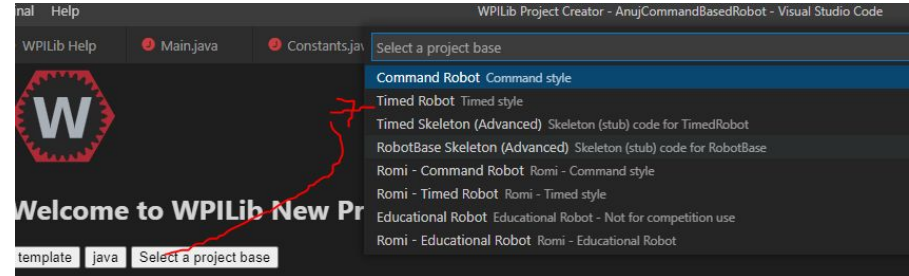 nal Help WPILib Project Creator - AnujCommandBasedRobot - Visual Studio Code
WPILib Help Main.java Constants.jav Select a project base
Command Robot Command style
Timed Robot Timed style
Timed Skeleton (Advanced) Skeleton (stub) code for TimedRobot
RobotBase Skeleton (Advanced) Skeleton (stub) code for RobotBase
Romi - Command Robot Romi - Command style
Romi - Timed Robot Romi - Timed style
Educational Robot Educational Robot - Not for competition use
Romi - Educational Robot Romi - Educational Robot
W
Welcome to WPILib New Pr
template java Select a project base